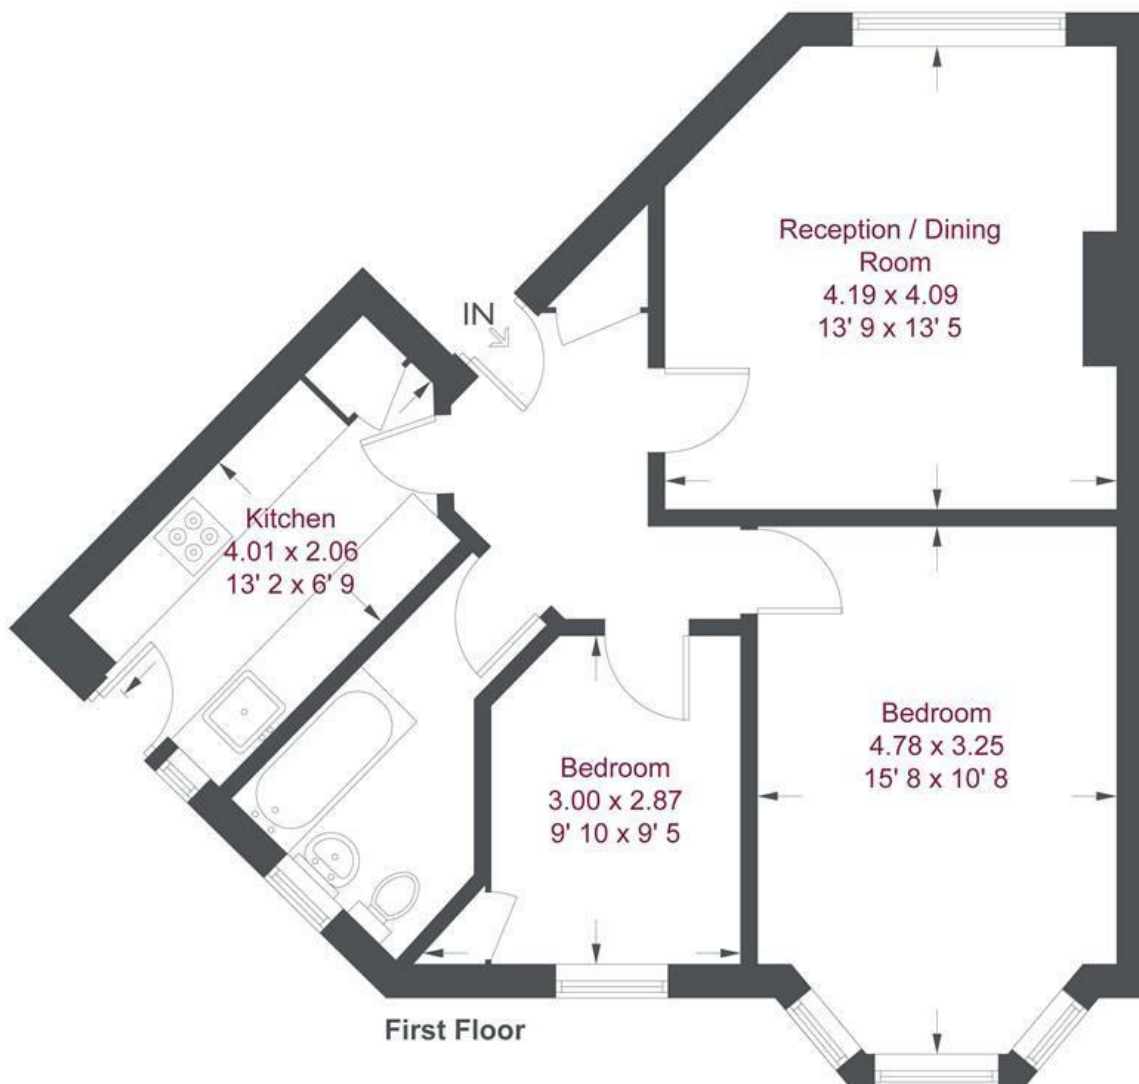 Reception / Dining
Room
4.19 x 4.09
13' 9 x 13' 5
IN
Kitchen
4.01 x 2.06
13' 2 x 6' 9
Bedroom
4.78 x 3.25
15' 8 x 10' 8
Bedroom
3.00 x 2.87
9' 10 x 9' 5
First Floor